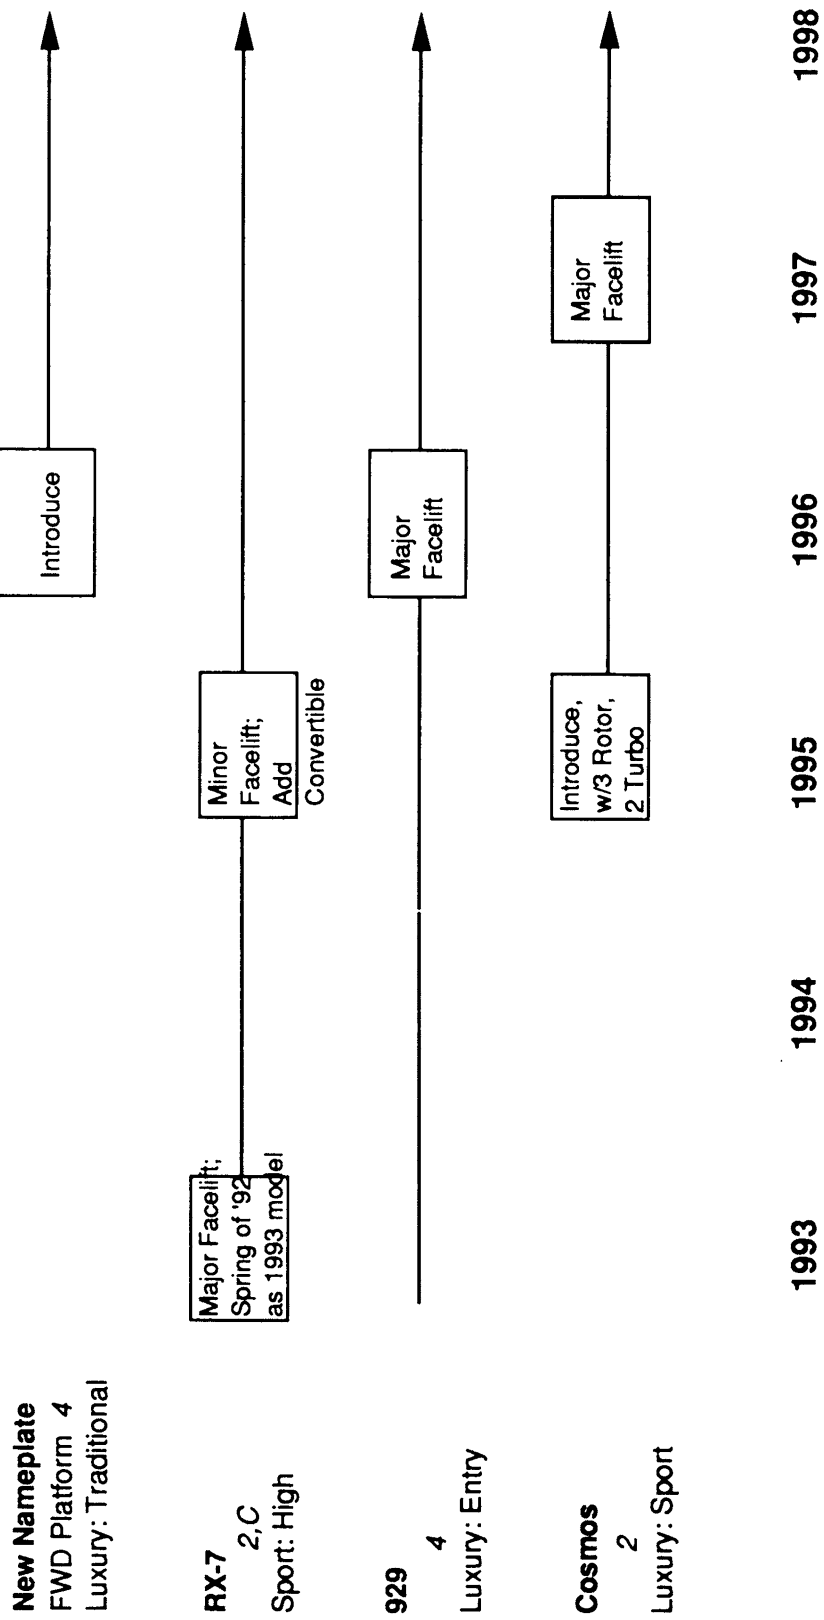 New Nameplate
FWD Platform 4
Luxury: Traditional
Introduce
RX-7
2,C
Sport: High
Major Facelift;
Spring of '92
as 1993 model
Minor
Facelift;
Add
Convertible
929
4
Luxury: Entry
Major
Facelift
Cosmos
2
Luxury: Sport
Introduce,
w/3 Rotor,
2 Turbo
Major
Facelift
1993
1994
1995
1996
1997
1998